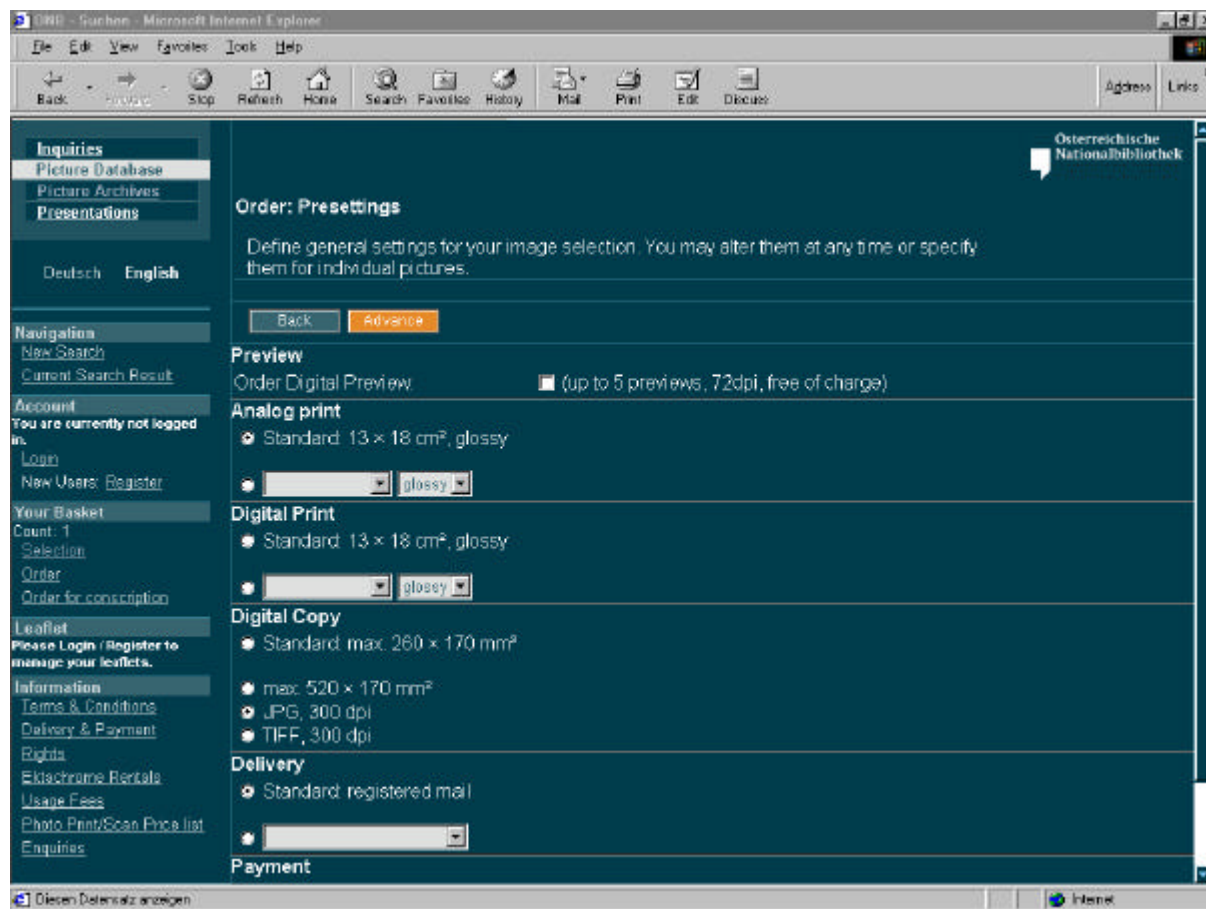 ÖNB - Suchen - Microsoft Internet Explorer
File Edit View Favorites Tools Help
Back Forward Stop Refresh Home Search Favorites History Mail Print Edit Discuss Address Links
Inquiries
Picture Database
Picture Archives
Presentations
Deutsch English
Navigation
New Search
Current Search Result
Account
You are currently not logged
in.
Login
New Users: Register
Your Basket
Count: 1
Selection
Order
Order for conscription
Leaflet
Please Login / Register to
manage your leaflets.
Information
Terms & Conditions
Delivery & Payment
Rights
Ektachrome Rentals
Usage Fees
Photo Print/Scan Price list
Enquiries
Österreichische
Nationalbibliothek
Order: Presettings
Define general settings for your image selection. You may alter them at any time or specify
them for individual pictures.
Back Advance
Preview
Order Digital Preview: (up to 5 previews, 72dpi, free of charge)
Analog print
Standard: 13 × 18 cm², glossy
glossy
Digital Print
Standard: 13 × 18 cm², glossy
glossy
Digital Copy
Standard: max. 260 × 170 mm²
max. 520 × 170 mm²
JPG, 300 dpi
TIFF, 300 dpi
Delivery
Standard: registered mail
Payment
Diesen Datensatz anzeigen Internet